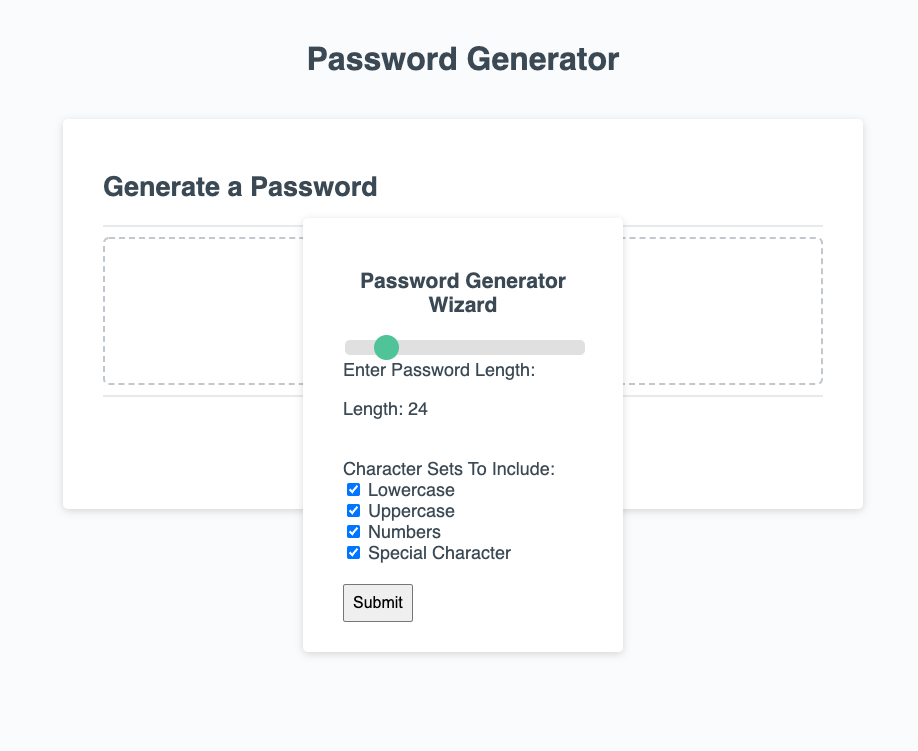 Password Generator
Generate a Password
Password Generator
Wizard
Enter Password Length:
Length: 24
Character Sets To Include:
Lowercase
Uppercase
Numbers
Special Character
Submit